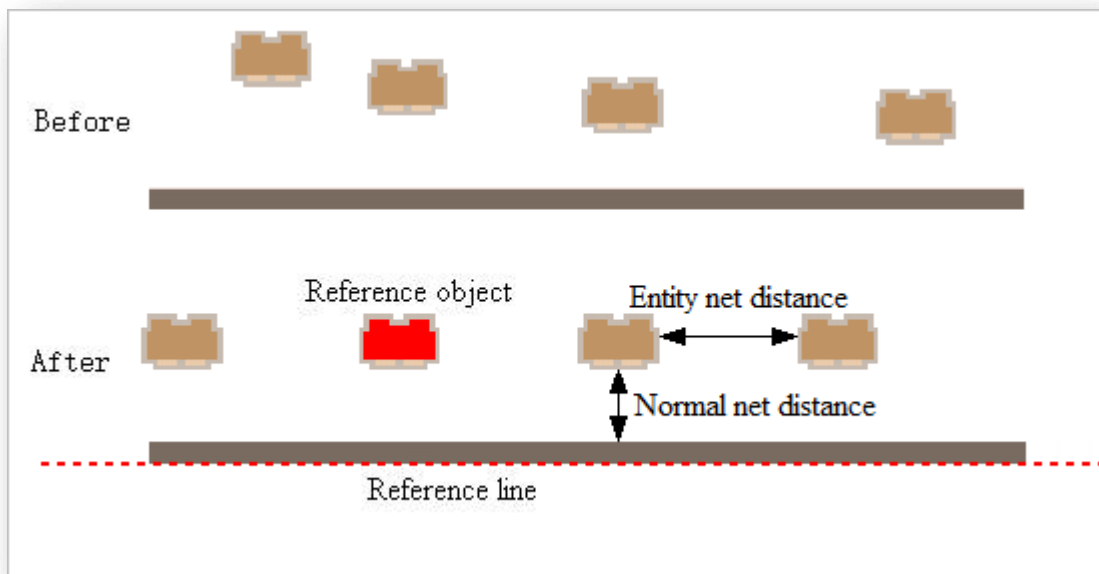 Before
Reference object
Entity net distance
After
Normal net distance
Reference line